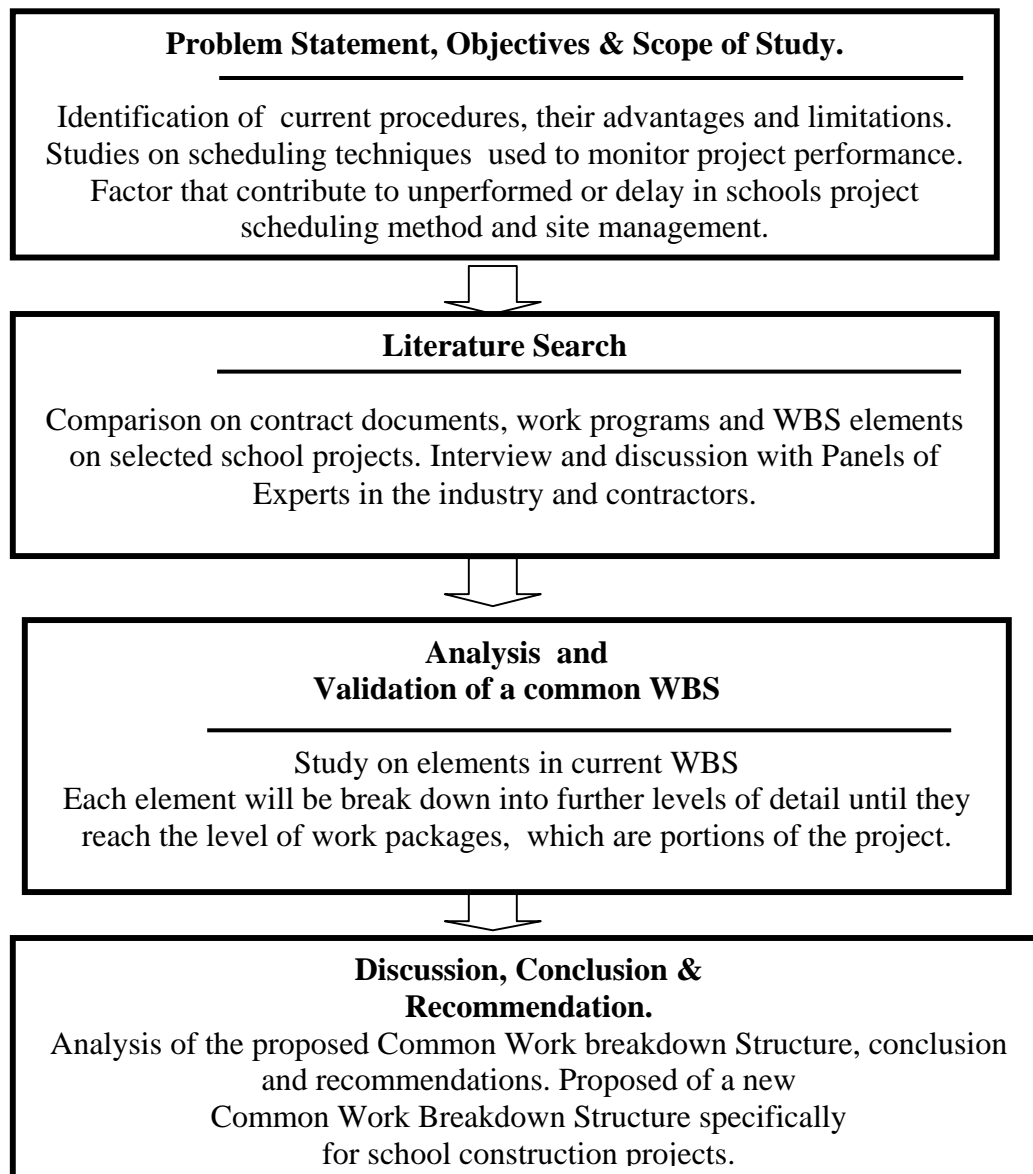 Problem Statement, Objectives & Scope of Study.
Identification of current procedures, their advantages and limitations.
Studies on scheduling techniques used to monitor project performance.
Factor that contribute to unperformed or delay in schools project
scheduling method and site management.
Literature Search
Comparison on contract documents, work programs and WBS elements
on selected school projects. Interview and discussion with Panels of
Experts in the industry and contractors.
Analysis and
Validation of a common WBS
Study on elements in current WBS
Each element will be break down into further levels of detail until they
reach the level of work packages, which are portions of the project.
Discussion, Conclusion &
Recommendation.
Analysis of the proposed Common Work breakdown Structure, conclusion
and recommendations. Proposed of a new
Common Work Breakdown Structure specifically
for school construction projects.